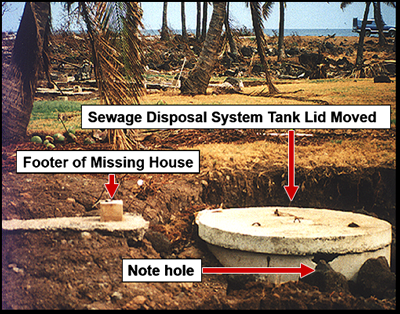 Sewage Disposal System Tank Lid Moved
Footer of Missing House
Note hole